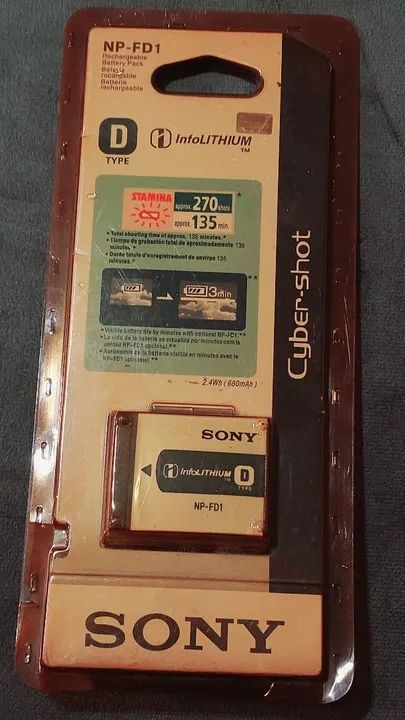 NP-FD1
Rechargeable
Battery Pack
Batería
recargable
Batterie
rechargeable
D
TYPE
InfoLITHIUM
TM
STAMINA
approx. 270 shots
approx. 135 min.
*
• Total shooting time of approx. 135 minutes.*
• Tiempo de grabación total de aproximadamente 135
minutos.*
• Durée totale d'enregistrement de environ 135
minutes.*
3min
**
• Visible battery life by minutes with optional NP-FD1.**
• La vida de la batería se visualiza por minutos con la
unidad NP-FD1 opcional.**
• Autonomie de la batterie visible en minutes avec le
NP-FD1 optionel.**
2.4Wh (680mAh)
Cyber-shot
SONY
InfoLITHIUM
TM
D
TYPE
NP-FD1
SONY